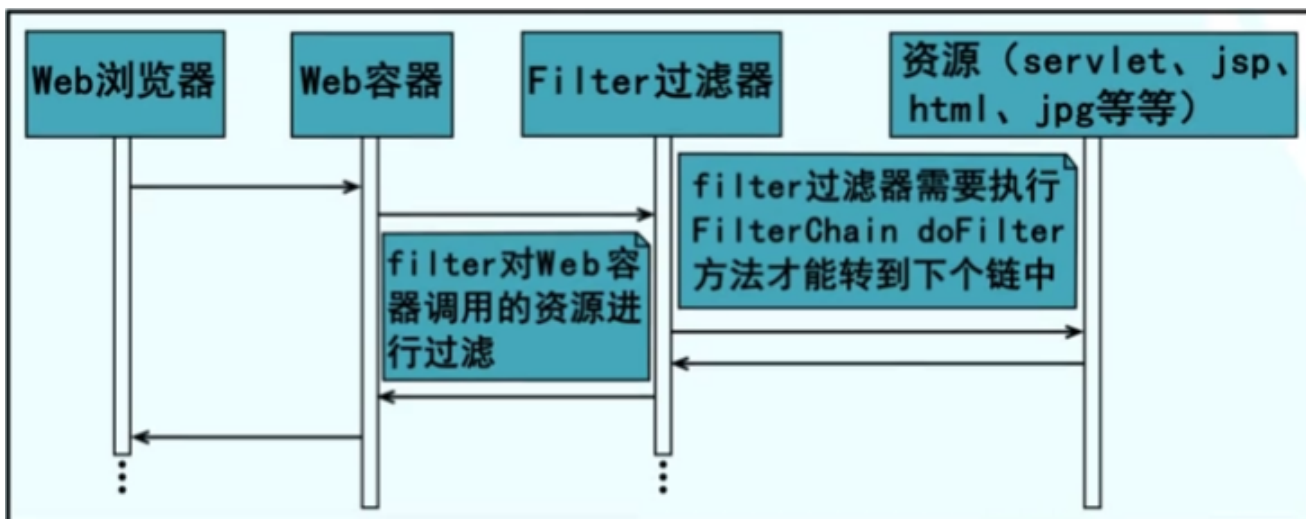 Web浏览器
Web容器
Filter过滤器
资源（servlet、jsp、
html、jpg等等）
filter过滤器需要执行
FilterChain doFilter
方法才能转到下个链中
filter对Web容
器调用的资源进
行过滤